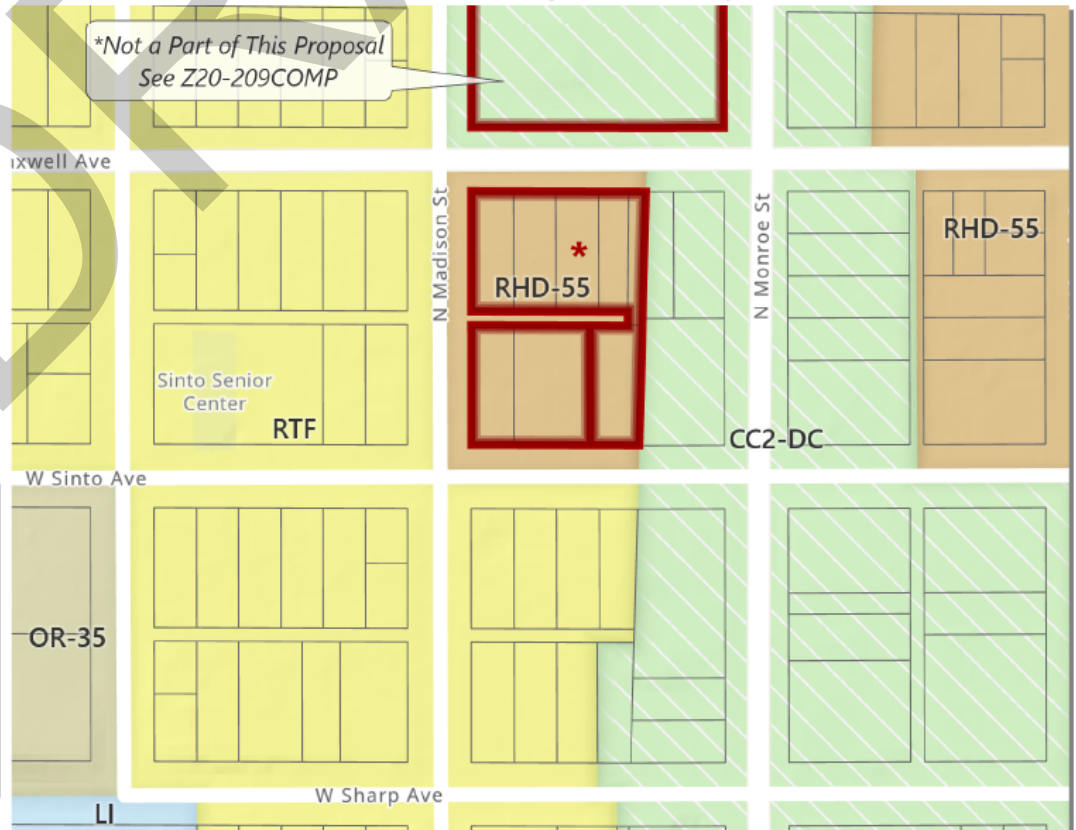 *Not a Part of This Proposal
See Z20-209COMP
axwell Ave
N Madison St
N Monroe St
RHD-55
*
RHD-55
Sinto Senior
Center
RTF
CC2-DC
W Sinto Ave
OR-35
W Sharp Ave
LI